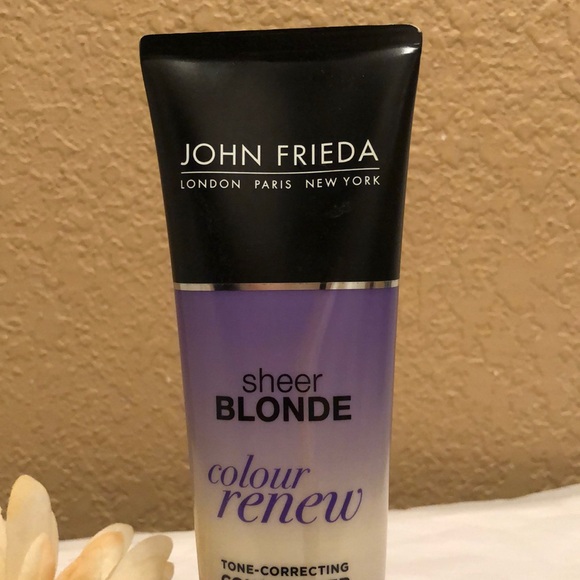 JOHN FRIEDA
LONDON PARIS NEW YORK
sheer
BLONDE
colour
renew
TONE-CORRECTING